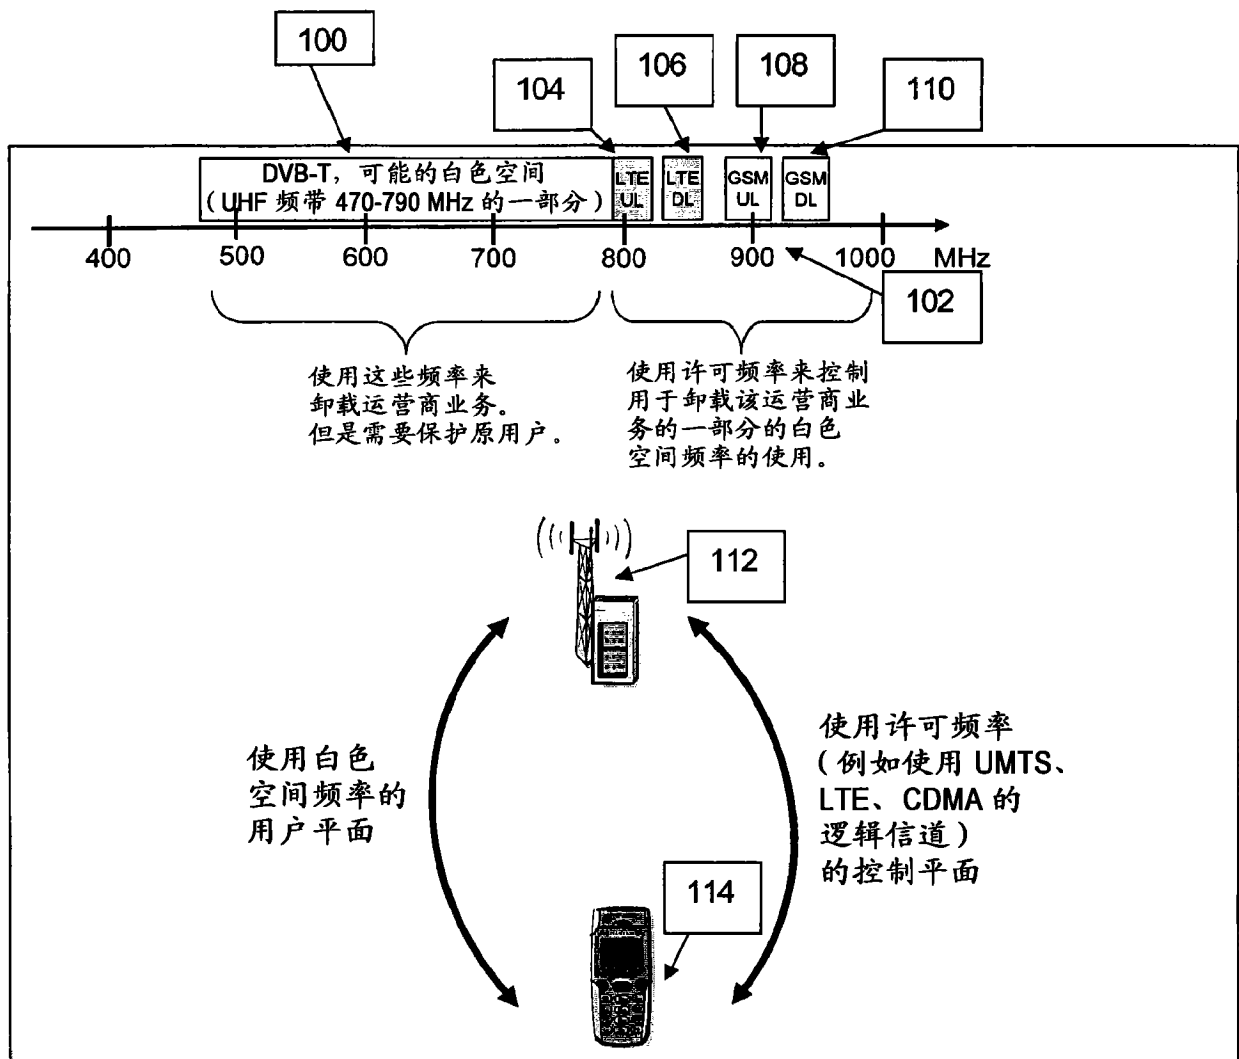 100
104
106
108
110
DVB-T，可能的白色空间
（UHF 频带 470-790 MHz 的一部分）
LTE
UL
LTE
DL
GSM
UL
GSM
DL
400
500
600
700
800
900
1000
MHz
102
使用这些频率来
卸载运营商业务。
但是需要保护原用户。
使用许可频率来控制
用于卸载该运营商业
务的一部分的白色
空间频率的使用。
112
使用白色
空间频率的
用户平面
使用许可频率
（例如使用 UMTS、
LTE、CDMA 的
逻辑信道）
的控制平面
114